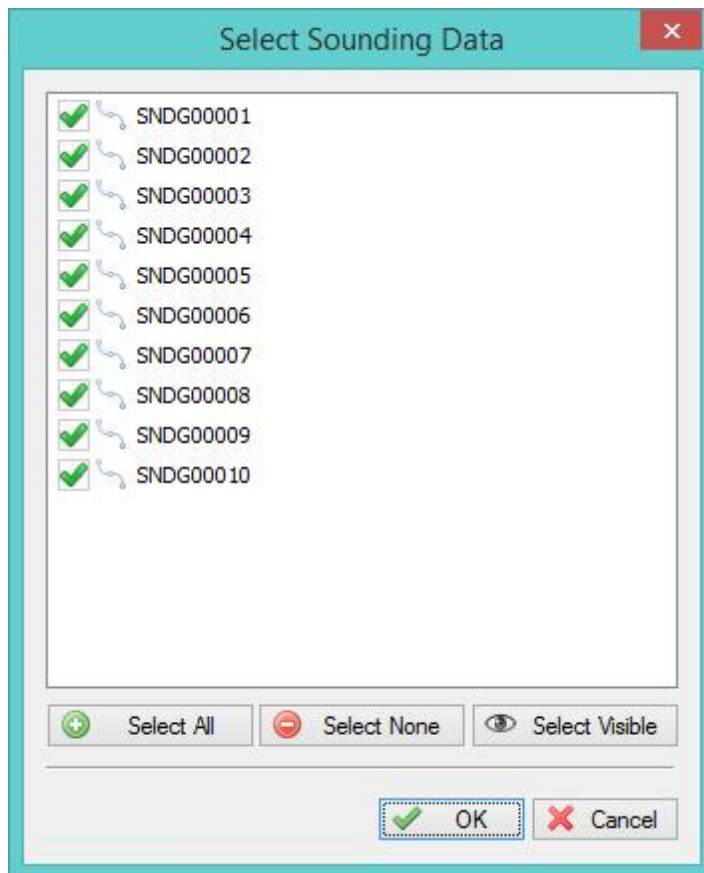 Select Sounding Data
SNDG00001
SNDG00002
SNDG00003
SNDG00004
SNDG00005
SNDG00006
SNDG00007
SNDG00008
SNDG00009
SNDG00010
Select All Select None Select Visible
OK Cancel